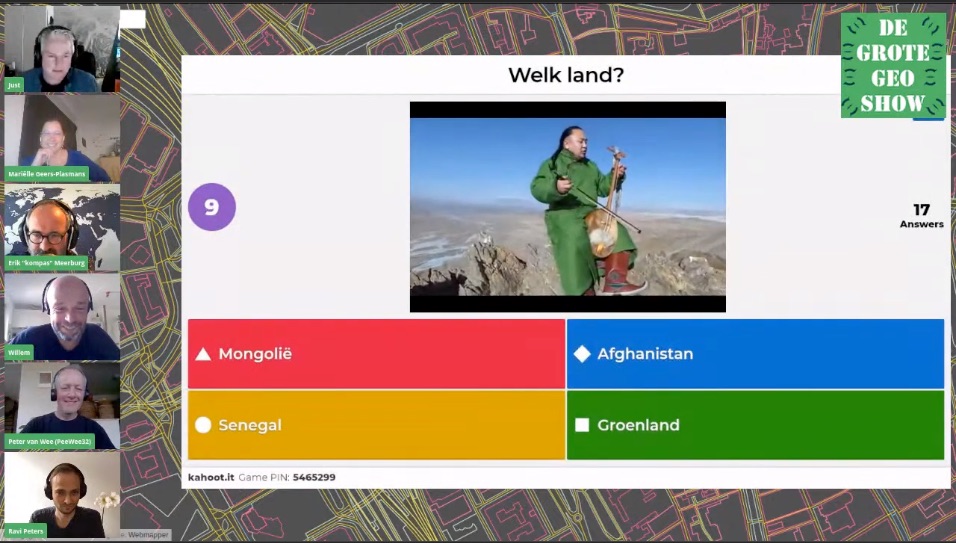 Just
Mariëlle Geers-Plasmans
Erik "kompas" Meerburg
Willem
Peter van Wee (PeeWee32)
Ravi Peters
Welk land?
DE
GROTE
GEO
SHOW
9
17
Answers
Mongolië
Afghanistan
Senegal
Groenland
kahoot.it Game PIN: 5465299
Webmapper